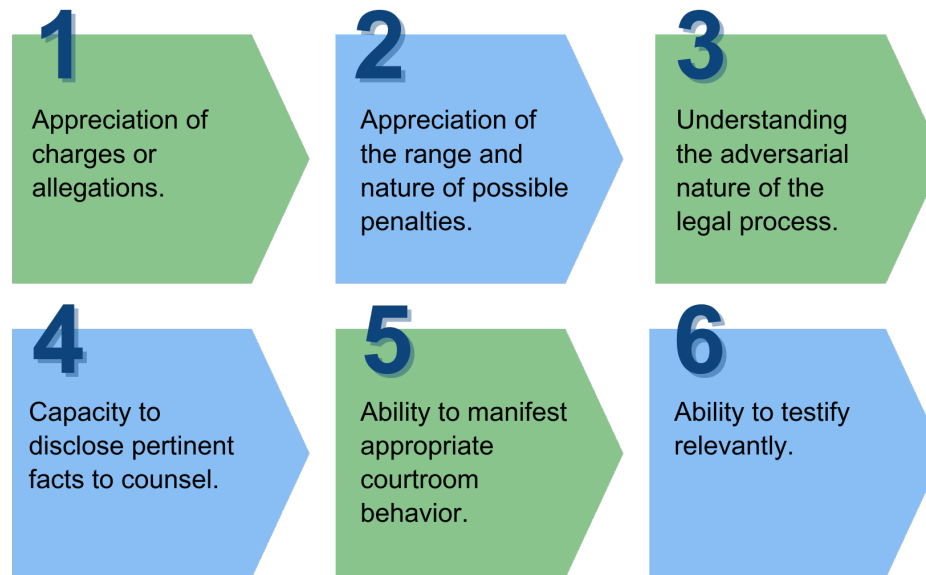 1
Appreciation of
charges or
allegations.
2
Appreciation of
the range and
nature of possible
penalties.
3
Understanding
the adversarial
nature of the
legal process.
4
Capacity to
disclose pertinent
facts to counsel.
5
Ability to manifest
appropriate
courtroom
behavior.
6
Ability to testify
relevantly.